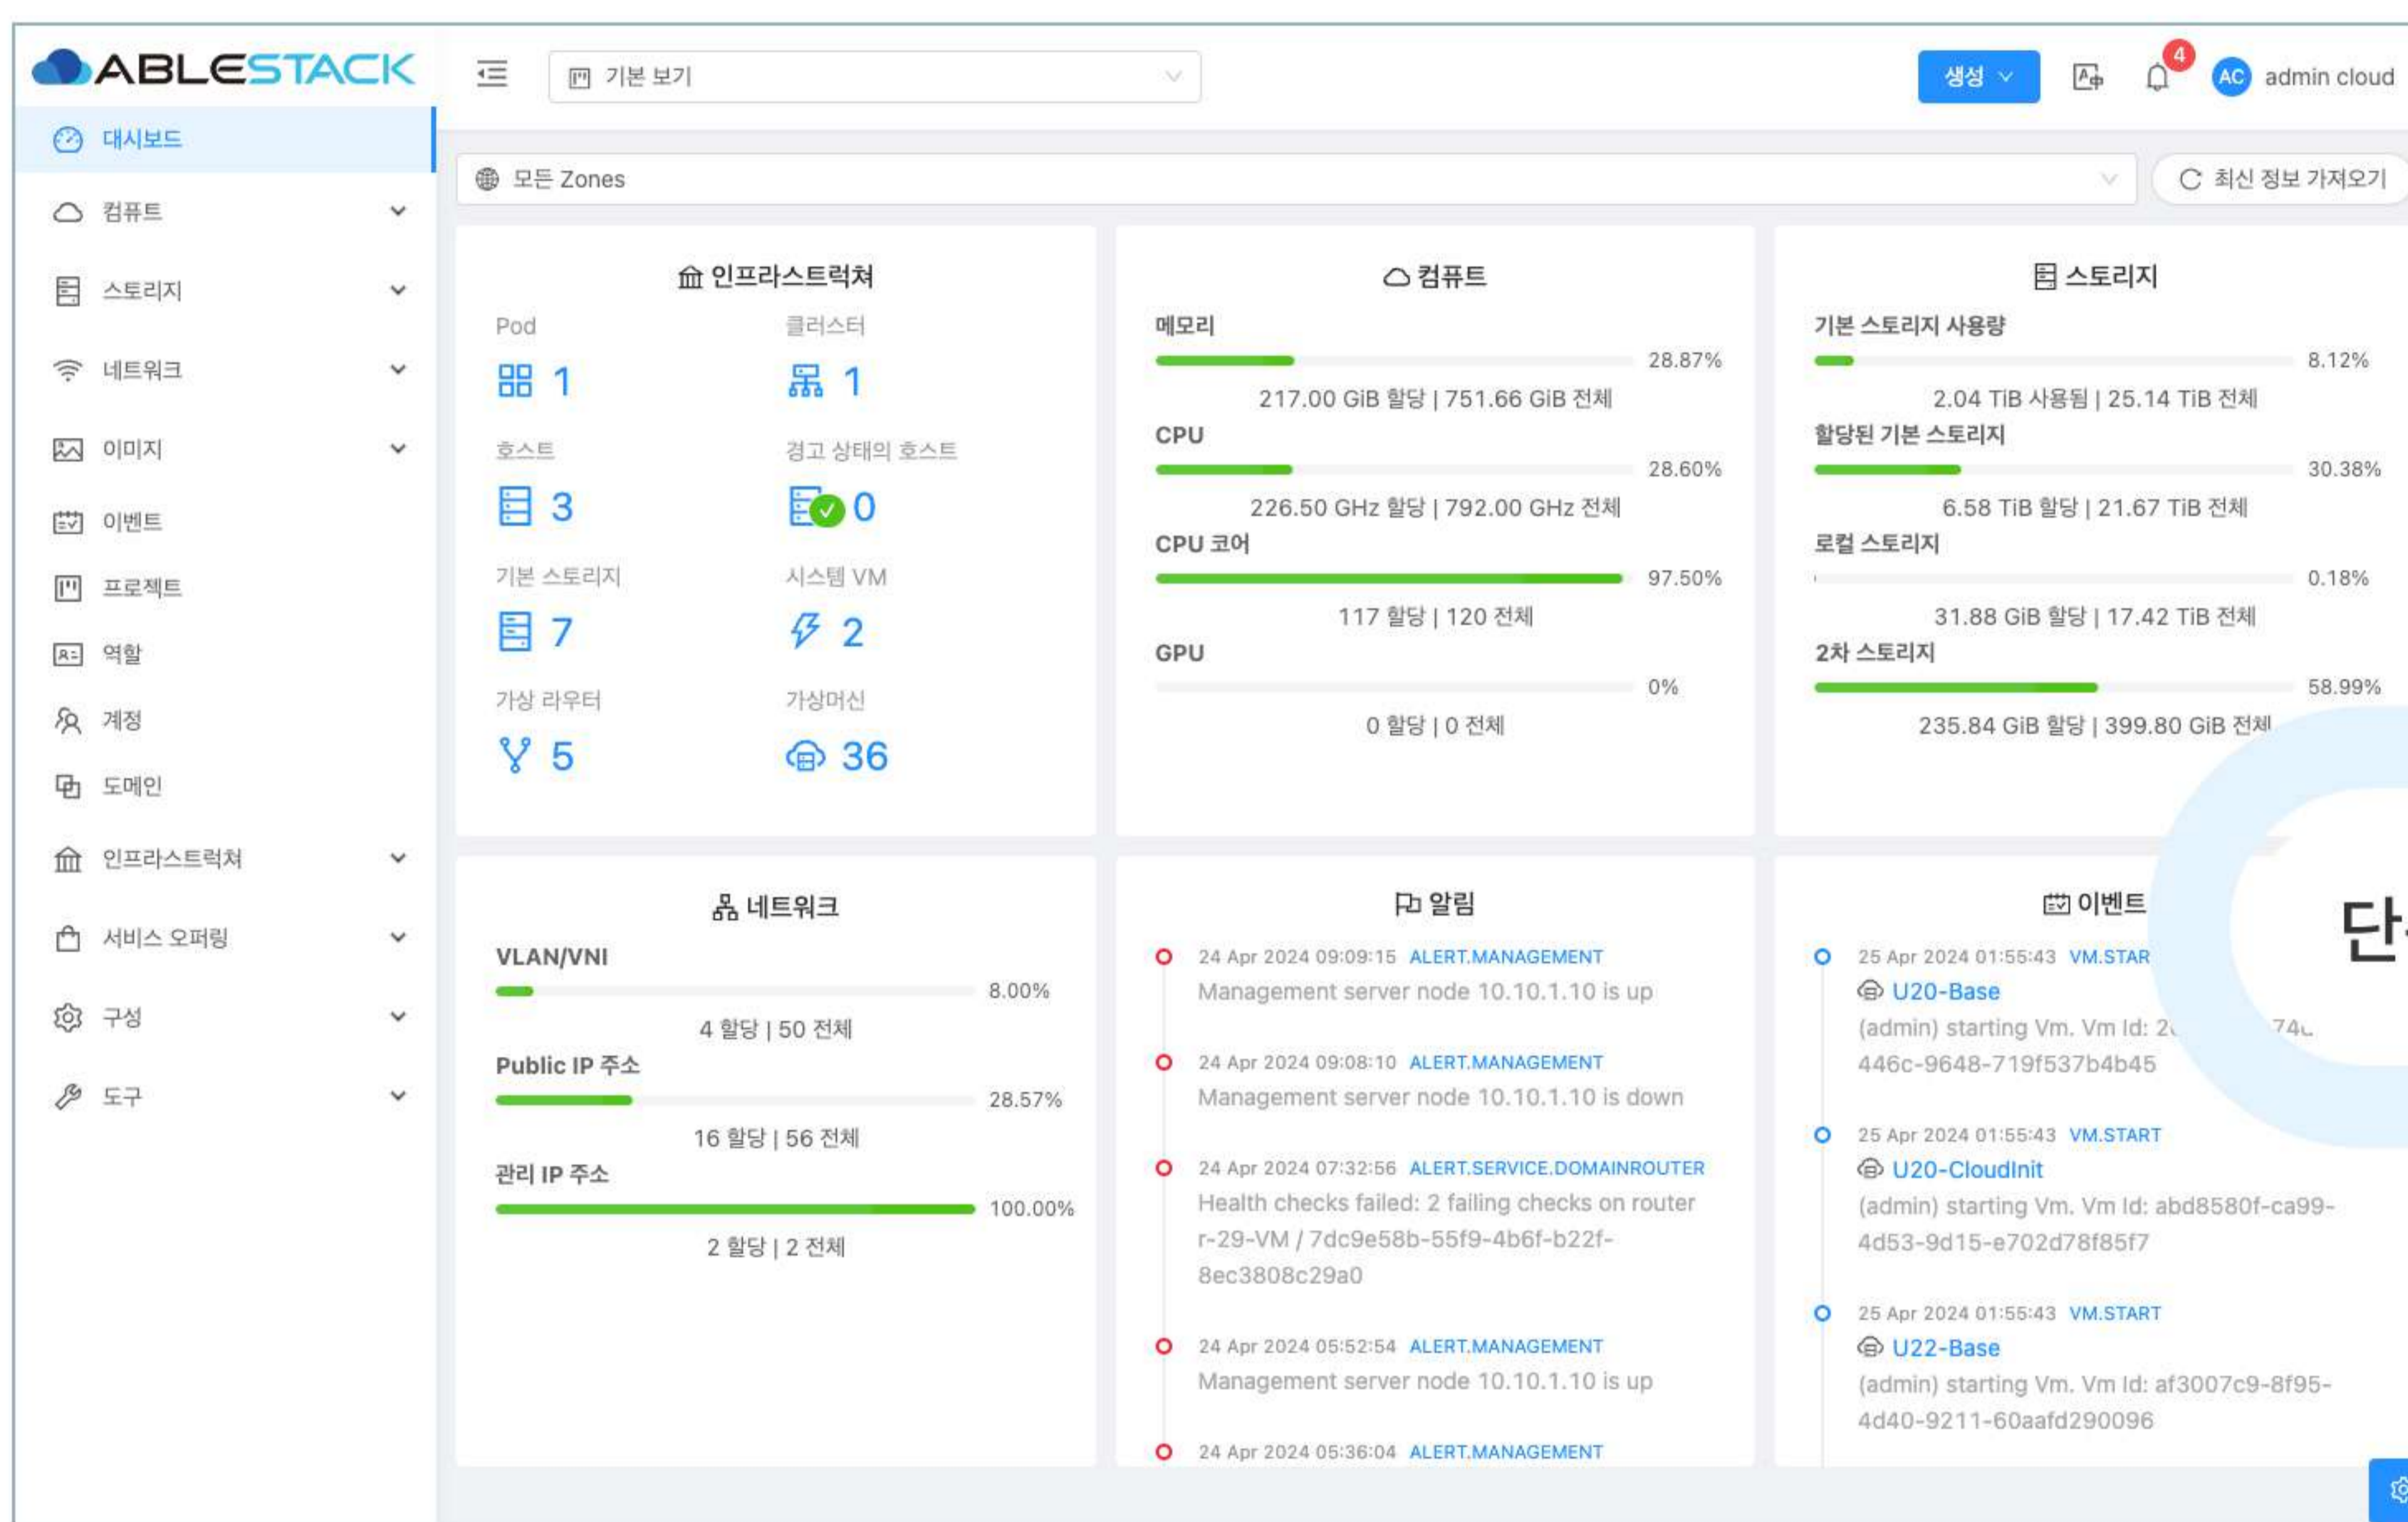 ABLESTACK
기본 보기
생성
4
AC
admin cloud
대시보드
컴퓨트
스토리지
네트워크
이미지
이벤트
프로젝트
역할
계정
도메인
인프라스트럭쳐
서비스 오퍼링
구성
도구
모든 Zones
최신 정보 가져오기
인프라스트럭쳐
Pod
클러스터
1
1
호스트
경고 상태의 호스트
3
0
기본 스토리지
시스템 VM
7
2
가상 라우터
가상머신
5
36
컴퓨트
메모리
28.87%
217.00 GiB 할당 | 751.66 GiB 전체
CPU
28.60%
226.50 GHz 할당 | 792.00 GHz 전체
CPU 코어
97.50%
117 할당 | 120 전체
GPU
0%
0 할당 | 0 전체
스토리지
기본 스토리지 사용량
8.12%
2.04 TiB 사용됨 | 25.14 TiB 전체
할당된 기본 스토리지
30.38%
6.58 TiB 할당 | 21.67 TiB 전체
로컬 스토리지
0.18%
31.88 GiB 할당 | 17.42 TiB 전체
2차 스토리지
58.99%
235.84 GiB 할당 | 399.80 GiB 전체
네트워크
VLAN/VNI
8.00%
4 할당 | 50 전체
Public IP 주소
28.57%
16 할당 | 56 전체
관리 IP 주소
100.00%
2 할당 | 2 전체
알림
24 Apr 2024 09:09:15 ALERT.MANAGEMENT
Management server node 10.10.1.10 is up
24 Apr 2024 09:08:10 ALERT.MANAGEMENT
Management server node 10.10.1.10 is down
24 Apr 2024 07:32:56 ALERT.SERVICE.DOMAINROUTER
Health checks failed: 2 failing checks on router
r-29-VM / 7dc9e58b-55f9-4b6f-b22f-
8ec3808c29a0
24 Apr 2024 05:52:54 ALERT.MANAGEMENT
Management server node 10.10.1.10 is up
24 Apr 2024 05:36:04 ALERT.MANAGEMENT
이벤트
25 Apr 2024 01:55:43 VM.STAR
U20-Base
(admin) starting Vm. Vm Id:
446c-9648-719f537b4b45
25 Apr 2024 01:55:43 VM.START
U20-CloudInit
(admin) starting Vm. Vm Id: abd8580f-ca99-
4d53-9d15-e702d78f85f7
25 Apr 2024 01:55:43 VM.START
U22-Base
(admin) starting Vm. Vm Id: af3007c9-8f95-
4d40-9211-60aafd290096
단